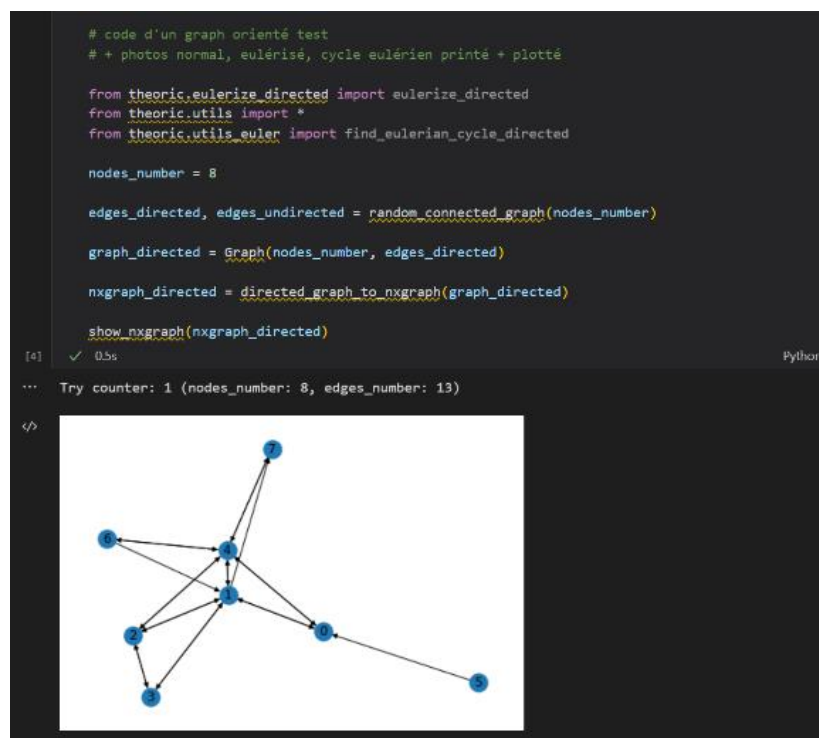 # code d'un graph orienté test
# + photos normal, eulérisé, cycle eulérien printé + plotté
from theoric.eulerize_directed import eulerize_directed
from theoric.utils import *
from theoric.utils_euler import find_eulerian_cycle_directed
nodes_number = 8
edges_directed, edges_undirected = random_connected_graph(nodes_number)
graph_directed = Graph(nodes_number, edges_directed)
nxgraph_directed = directed_graph_to_nxgraph(graph_directed)
show_nxgraph(nxgraph_directed)
[4] ✓ 0.5s Python
... Try counter: 1 (nodes_number: 8, edges_number: 13)
</>
7
6
4
1
2
0
5
3